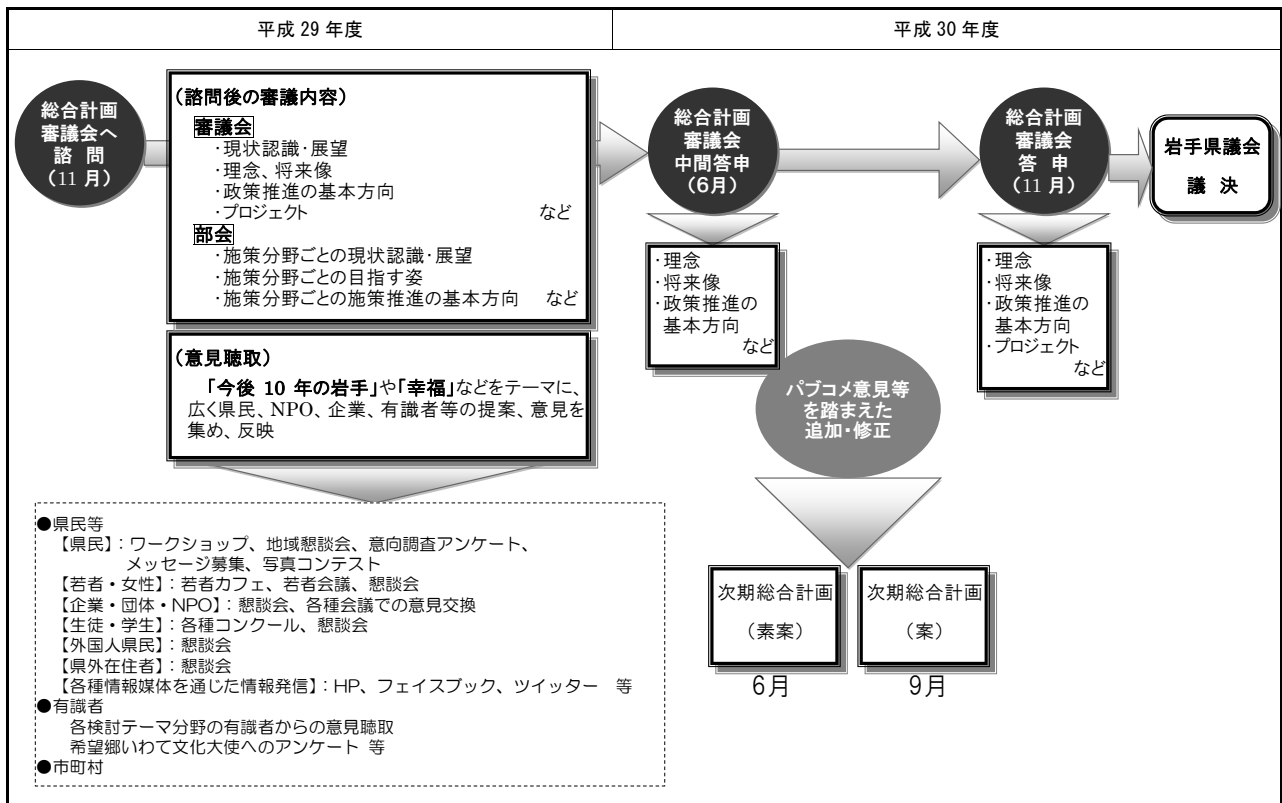 平成 29 年度
平成 30 年度
総合計画
審議会へ
諮 問
（11 月）
（諮問後の審議内容）
審議会
・現状認識・展望
・理念、将来像
・政策推進の基本方向
・プロジェクト など
部会
・施策分野ごとの現状認識・展望
・施策分野ごとの目指す姿
・施策分野ごとの施策推進の基本方向 など
（意見聴取）
「今後 10 年の岩手」や「幸福」などをテーマに、
広く県民、NPO、企業、有識者等の提案、意見を
集め、反映
●県民等
【県民】：ワークショップ、地域懇談会、意向調査アンケート、
メッセージ募集、写真コンテスト
【若者・女性】：若者カフェ、若者会議、懇談会
【企業・団体・NPO】：懇談会、各種会議での意見交換
【生徒・学生】：各種コンクール、懇談会
【外国人県民】：懇談会
【県外在住者】：懇談会
【各種情報媒体を通じた情報発信】：HP、フェイスブック、ツイッター 等
●有識者
各検討テーマ分野の有識者からの意見聴取
希望郷いわて文化大使へのアンケート 等
●市町村
総合計画
審議会
中間答申
（6月）
・理念
・将来像
・政策推進の
基本方向
など
パブコメ意見等
を踏まえた
追加・修正
次期総合計画
（素案）
6月
次期総合計画
（案）
9月
総合計画
審議会
答 申
（11 月）
・理念
・将来像
・政策推進の
基本方向
・プロジェクト
など
岩手県議会
議 決